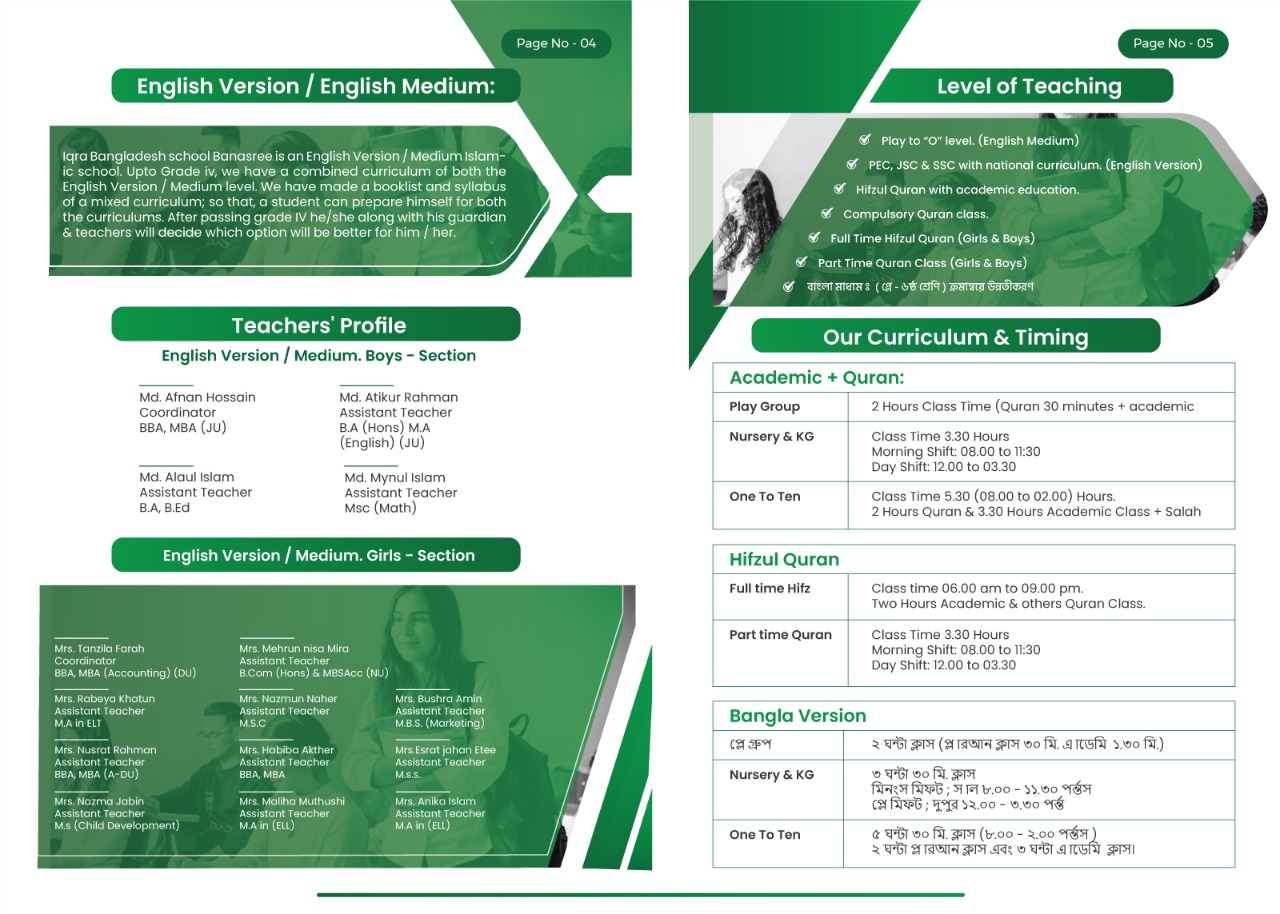 Page No - 04
English Version / English Medium:
Iqra Bangladesh school Banasree is an English Version / Medium Islam-
ic school. Upto Grade iv, we have a combined curriculum of both the
English Version / Medium level. We have made a booklist and syllabus
of a mixed curriculum; so that, a student can prepare himself for both
the curriculums. After passing grade IV he/she along with his guardian
& teachers will decide which option will be better for him / her.
Teachers' Profile
English Version / Medium. Boys - Section
Md. Afnan Hossain
Coordinator
BBA, MBA (JU)
Md. Atikur Rahman
Assistant Teacher
B.A (Hons) M.A
(English) (JU)
Md. Alaul Islam
Assistant Teacher
B.A, B.Ed
Md. Mynul Islam
Assistant Teacher
Msc (Math)
English Version / Medium. Girls - Section
Mrs. Tanzila Farah
Coordinator
BBA, MBA (Accounting) (DU)
Mrs. Mehrun nisa Mira
Assistant Teacher
B.Com (Hons) & MBSAcc (NU)
Mrs. Rabeya Khatun
Assistant Teacher
M.A in ELT
Mrs. Nazmun Naher
Assistant Teacher
M.S.C
Mrs. Bushra Amin
Assistant Teacher
M.B.S. (Marketing)
Mrs. Nusrat Rahman
Assistant Teacher
BBA, MBA (A-DU)
Mrs. Habiba Akther
Assistant Teacher
BBA, MBA
Mrs.Esrat jahan Etee
Assistant Teacher
M.s.s.
Mrs. Nazma Jabin
Assistant Teacher
M.s (Child Development)
Mrs. Maliha Muthushi
Assistant Teacher
M.A in (ELL)
Mrs. Anika Islam
Assistant Teacher
M.A in (ELL)
Page No - 05
Level of Teaching
Play to “O” level. (English Medium)
PEC, JSC & SSC with national curriculum. (English Version)
Hifzul Quran with academic education.
Compulsory Quran class.
Full Time Hifzul Quran (Girls & Boys)
Part Time Quran Class (Girls & Boys)
বাংলা মাধ্যম ঃ ( প্লে - ৬ষ্ঠ শ্রেণি ) ক্রমান্বয়ে উন্নতীকরণ
Our Curriculum & Timing
Academic + Quran:
Play Group
2 Hours Class Time (Quran 30 minutes + academic
Nursery & KG
Class Time 3.30 Hours
Morning Shift: 08.00 to 11:30
Day Shift: 12.00 to 03.30
One To Ten
Class Time 5.30 (08.00 to 02.00) Hours.
2 Hours Quran & 3.30 Hours Academic Class + Salah
Hifzul Quran
Full time Hifz
Class time 06.00 am to 09.00 pm.
Two Hours Academic & others Quran Class.
Part time Quran
Class Time 3.30 Hours
Morning Shift: 08.00 to 11:30
Day Shift: 12.00 to 03.30
Bangla Version
প্লে গ্রুপ
২ ঘন্টা ক্লাস (প্ল ারআন ক্লাস ৩০ মি. এ াডেমি ১.৩০ মি.)
Nursery & KG
৩ ঘন্টা ৩০ মি. ক্লাস
মিনংস মিফট ; স াল ৮.০০ - ১১.৩০ পর্ন্তস
প্লে মিফট ; দুপুর ১২.০০ - ৩.৩০ পর্ন্ত
One To Ten
৫ ঘন্টা ৩০ মি. ক্লাস (৮.০০ - ২.০০ পর্ন্তস )
২ ঘন্টা প্ল ারআন ক্লাস এবং ৩ ঘন্টা এ াডেমি ক্লাস।